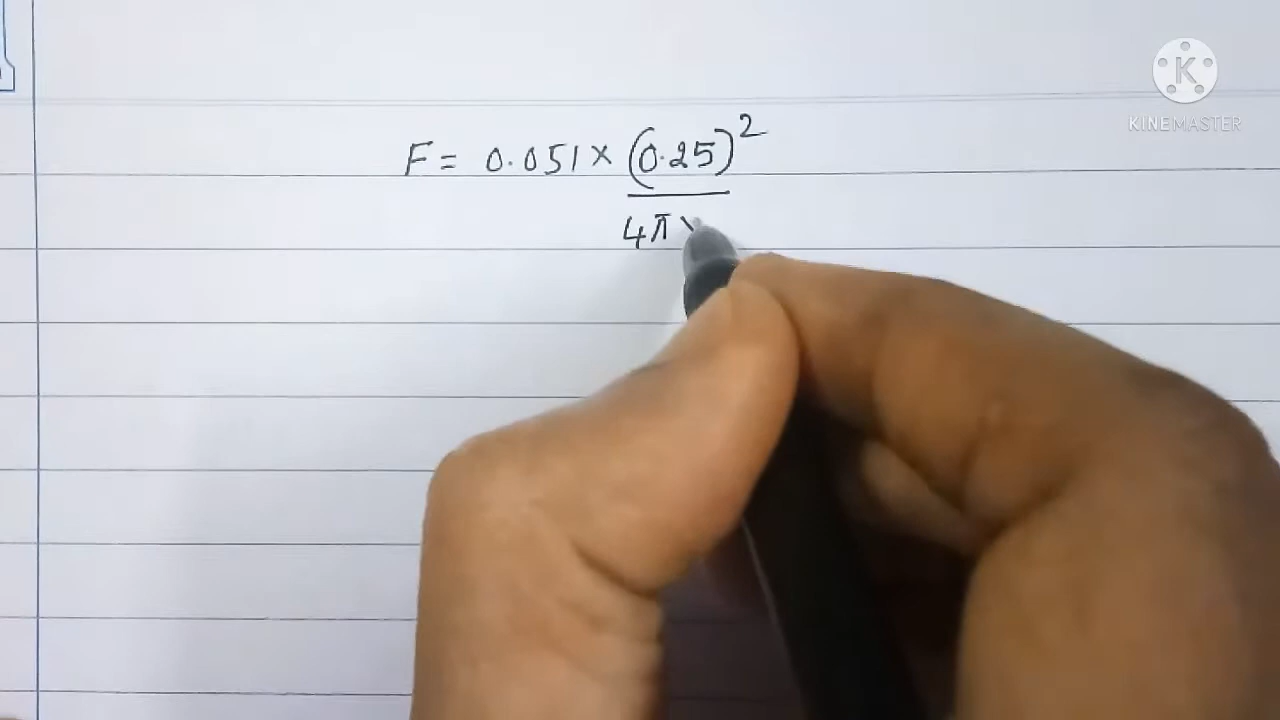 K
KINEMASTER
F = 0.051 × (0.25)²
4π